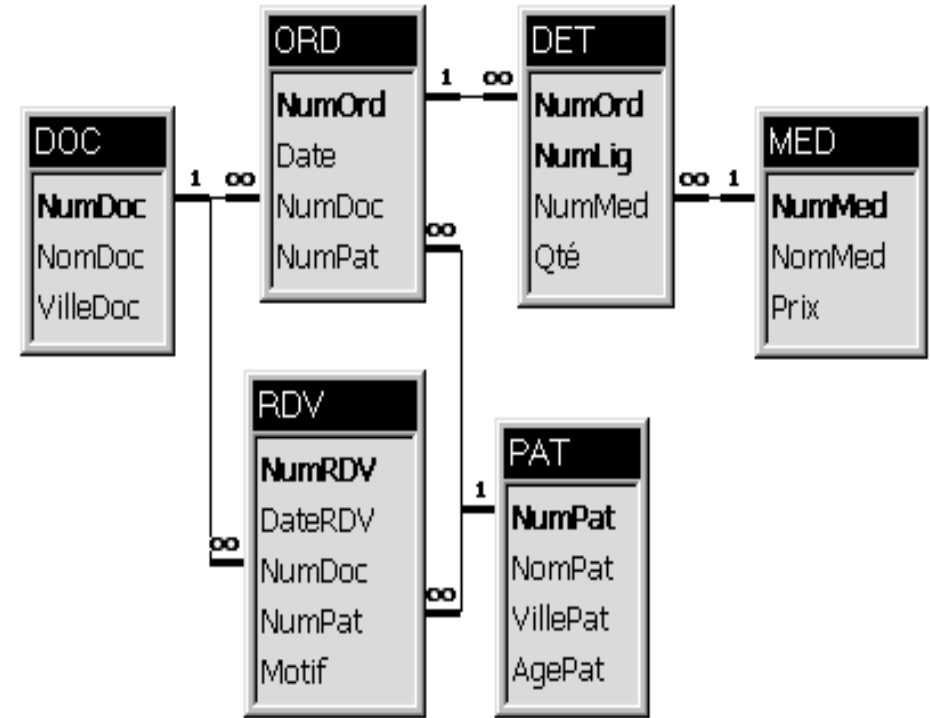 DOC
NumDoc
NomDoc
VilleDoc
1
∞
ORD
NumOrd
Date
NumDoc
NumPat
1
∞
DET
NumOrd
NumLig
NumMed
Qté
∞
1
MED
NumMed
NomMed
Prix
∞
∞
RDV
NumRDV
DateRDV
NumDoc
NumPat
Motif
∞
1
PAT
NumPat
NomPat
VillePat
AgePat